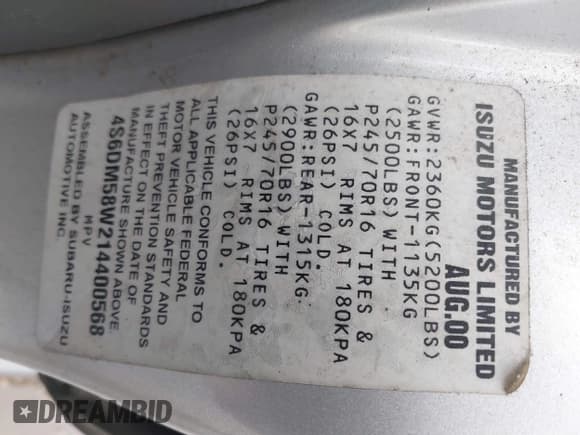 MANUFACTURED BY
ISUZU MOTORS LIMITED
AUG.00
GVWR:2360KG(5200LBS)
GAWR:FRONT-1135KG
(2500LBS) WITH
P245/70R16 TIRES &
16X7 RIMS AT 180KPA
(26PSI) COLD.
GAWR:REAR-1315KG
(2900LBS) WITH
P245/70R16 TIRES &
16X7 RIMS AT 180KPA
(26PSI) COLD.
THIS VEHICLE CONFORMS TO
ALL APPLICABLE FEDERAL
MOTOR VEHICLE SAFETY AND
THEFT PREVENTION STANDARDS
IN EFFECT ON THE DATE OF
MANUFACTURE SHOWN ABOVE.
4S6DM58W214400568
MPV
ASSEMBLED BY SUBARU-ISUZU
AUTOMOTIVE INC.
DREAMBID